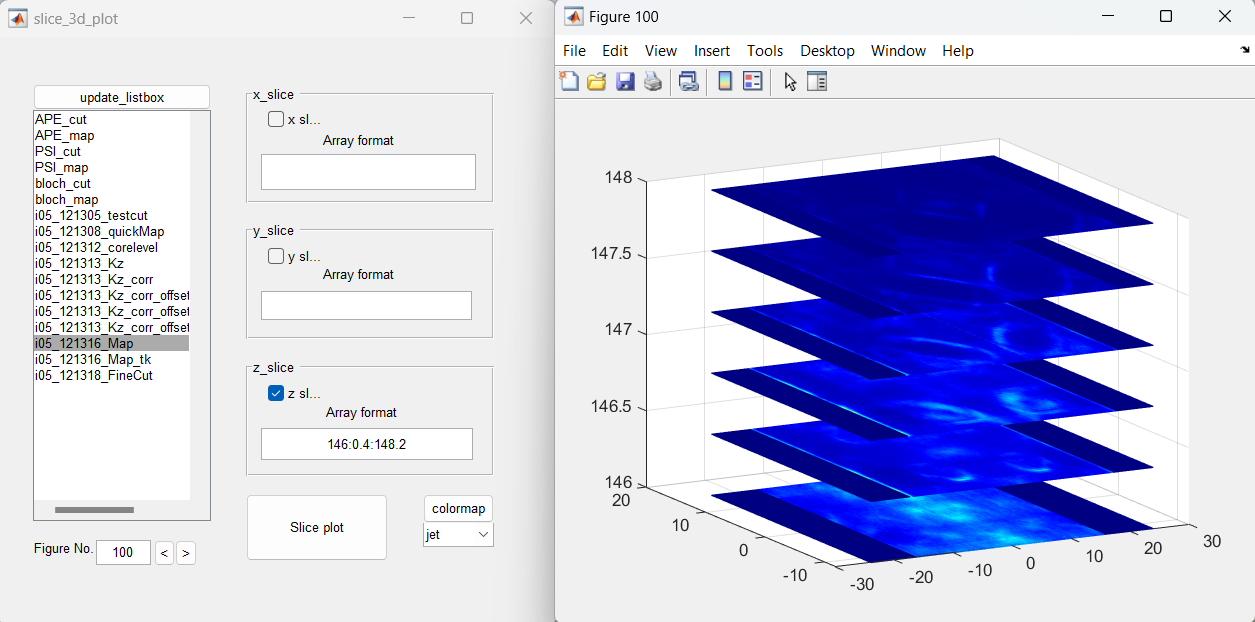 slice_3d_plot
update_listbox
APE_cut
APE_map
PSI_cut
PSI_map
bloch_cut
bloch_map
i05_121305_testcut
i05_121308_quickMap
i05_121312_corelevel
i05_121313_Kz
i05_121313_Kz_corr
i05_121313_Kz_corr_offset
i05_121313_Kz_corr_offset
i05_121313_Kz_corr_offset
i05_121316_Map
i05_121316_Map_tk
i05_121318_FineCut
Figure No. 100 < >
x_slice
x sl...
Array format
y_slice
y sl...
Array format
z_slice
z sl...
Array format
146:0.4:148.2
Slice plot
colormap
jet
Figure 100
File Edit View Insert Tools Desktop Window Help
148
147.5
147
146.5
146
20
10
0
-10
-30
-20
-10
0
10
20
30